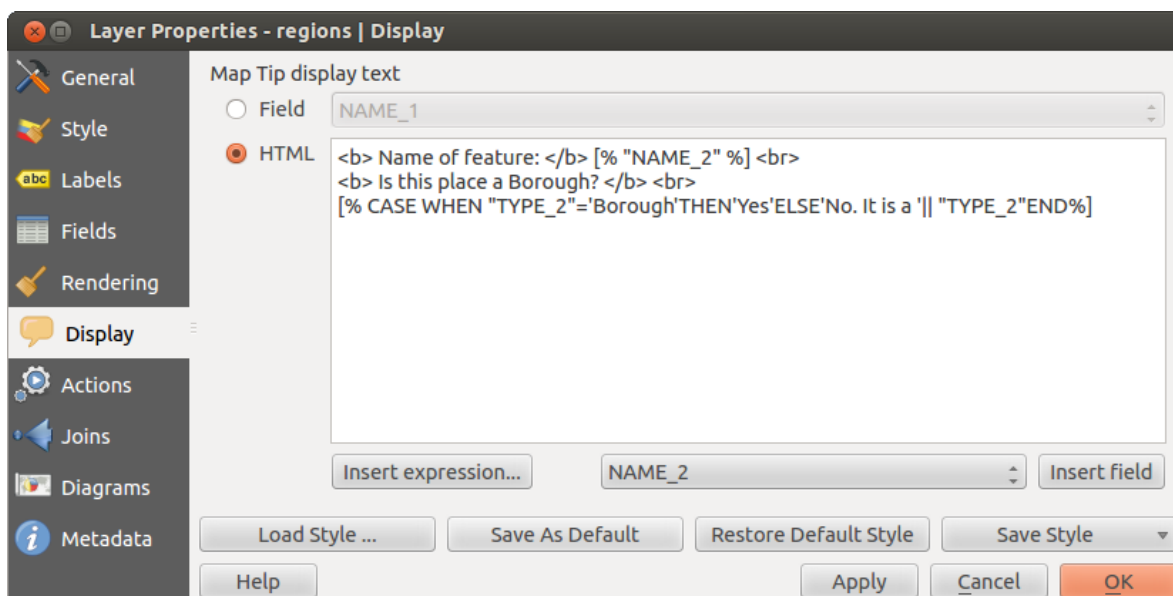 Layer Properties - regions | Display
General
Style
abc Labels
Fields
Rendering
Display
Actions
Joins
Diagrams
Metadata
Map Tip display text
Field NAME_1
HTML
<b> Name of feature: </b> [% "NAME_2" %] <br>
<b> Is this place a Borough? </b> <br>
[% CASE WHEN "TYPE_2"='Borough'THEN'Yes'ELSE'No. It is a '|| "TYPE_2"END%]
Insert expression... NAME_2 Insert field
Load Style ... Save As Default Restore Default Style Save Style
Help Apply Cancel OK